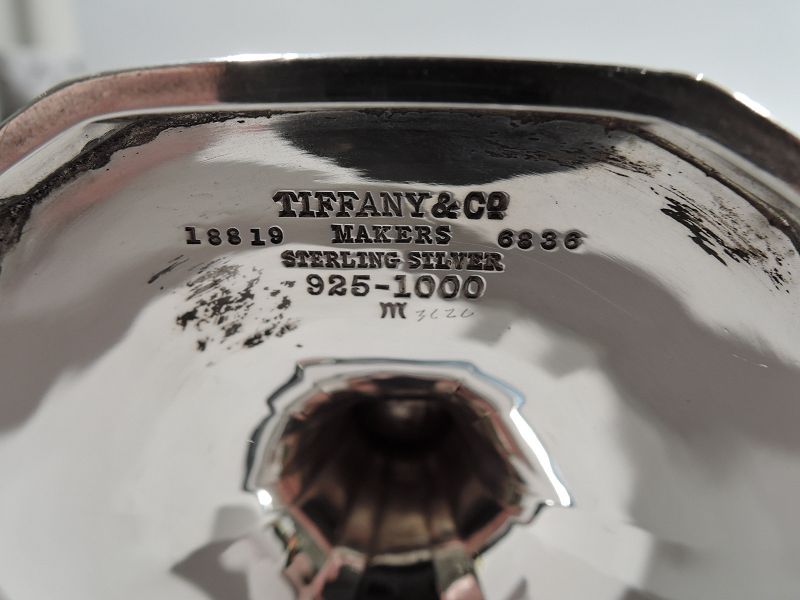 TIFFANY & Co
18819 MAKERS 6836
STERLING SILVER
925-1000
m